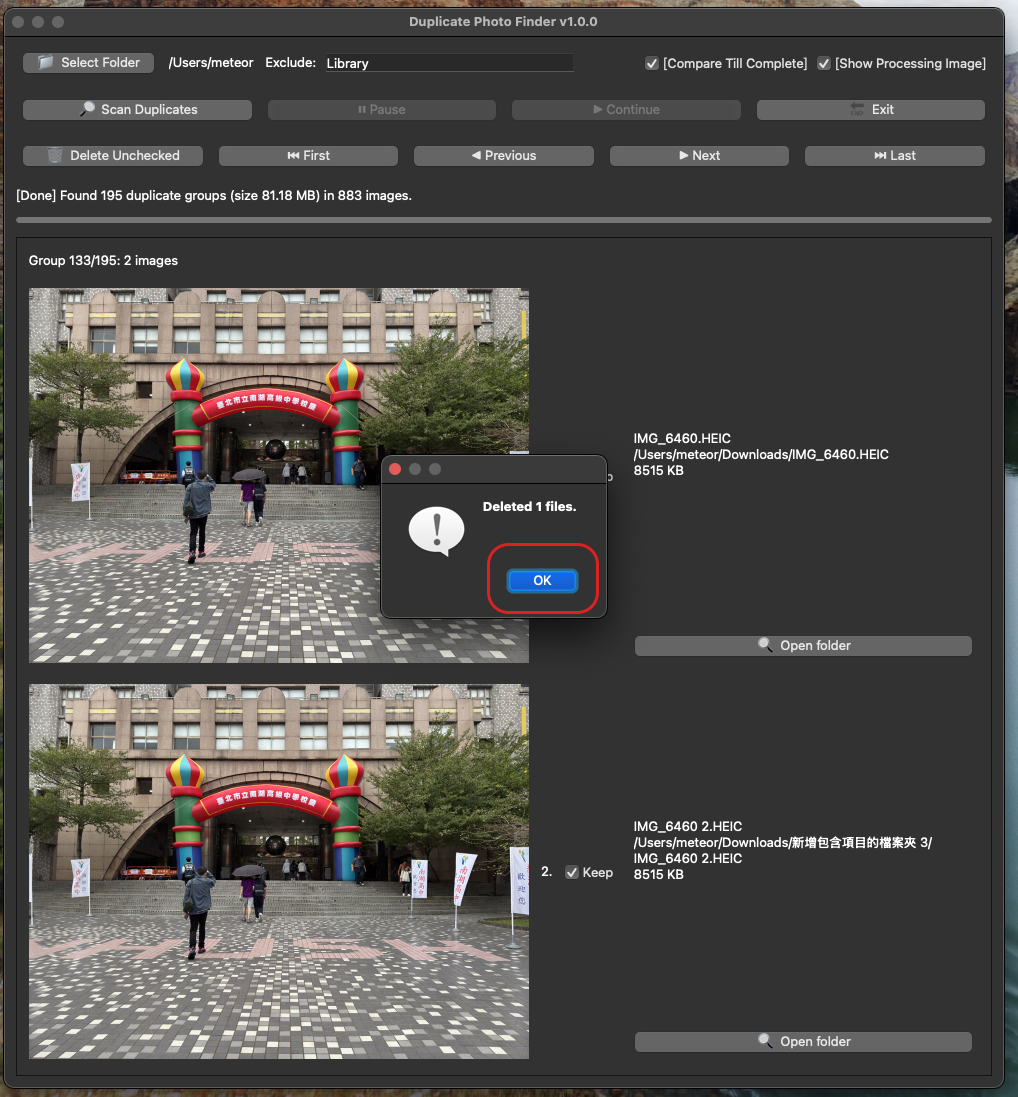 Duplicate Photo Finder v1.0.0
Select Folder /Users/meteor Exclude: Library [Compare Till Complete] [Show Processing Image]
Scan Duplicates Pause Continue Exit
Delete Unchecked First Previous Next Last
[Done] Found 195 duplicate groups (size 81.18 MB) in 883 images.
Group 133/195: 2 images
臺北市立南湖高級中學校慶
IMG_6460.HEIC
/Users/meteor/Downloads/IMG_6460.HEIC
8515 KB
Deleted 1 files.
OK
Open folder
臺北市立南湖高級中學校慶
南湖高中
IMG_6460 2.HEIC
/Users/meteor/Downloads/新增包含項目的檔案夾 3/
IMG_6460 2.HEIC
8515 KB
2. Keep
Open folder